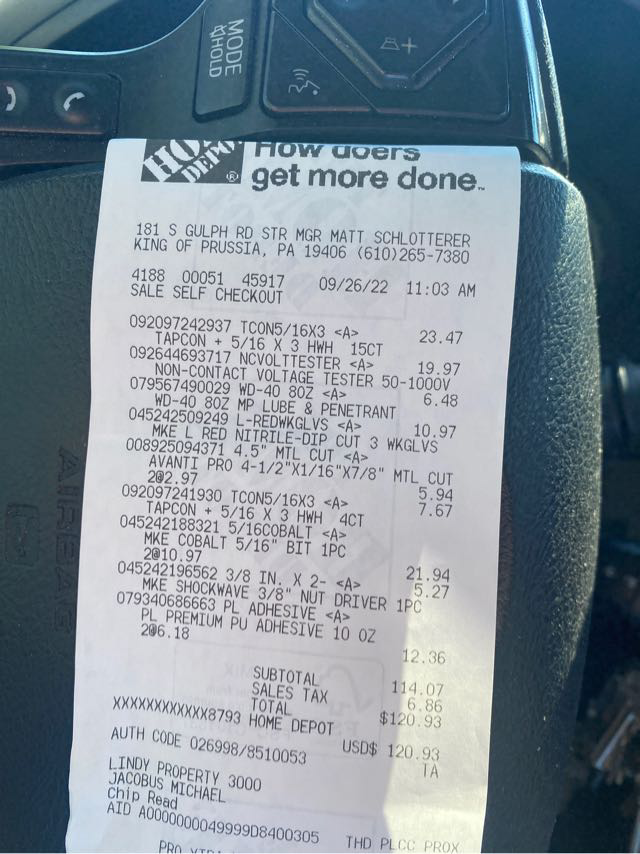 MODE
HOLD
+
HOME
DEPOT
®
How doers
get more done™
181 S GULPH RD STR MGR MATT SCHLOTTERER
KING OF PRUSSIA, PA 19406 (610)265-7380
4188 00051 45917 09/26/22 11:03 AM
SALE SELF CHECKOUT
092097242937 TCON5/16X3 <A> 23.47
TAPCON + 5/16 X 3 HWH 15CT
092644693717 NCVOLTTESTER <A> 19.97
NON-CONTACT VOLTAGE TESTER 50-1000V
079567490029 WD-40 8OZ <A> 6.48
WD-40 8OZ MP LUBE & PENETRANT
045242509249 L-REDWKGLVS <A> 10.97
MKE L RED NITRILE-DIP CUT 3 WKGLVS
008925094371 4.5" MTL CUT <A>
AVANTI PRO 4-1/2"X1/16"X7/8" MTL CUT
2@2.97 5.94
092097241930 TCON5/16X3 <A> 7.67
TAPCON + 5/16 X 3 HWH 4CT
045242188321 5/16COBALT <A>
MKE COBALT 5/16" BIT 1PC
2@10.97 21.94
045242196562 3/8 IN. X 2- <A> 5.27
MKE SHOCKWAVE 3/8" NUT DRIVER 1PC
079340686663 PL ADHESIVE <A>
PL PREMIUM PU ADHESIVE 10 OZ
2@6.18 12.36
SUBTOTAL 114.07
SALES TAX 6.86
TOTAL $120.93
XXXXXXXXXXXX8793 HOME DEPOT
USD$ 120.93
AUTH CODE 026998/8510053 TA
LINDY PROPERTY 3000
JACOBUS MICHAEL
Chip Read
AID A0000000049999D8400305 THD PLCC PROX
PRO XTRA
AIRBAG